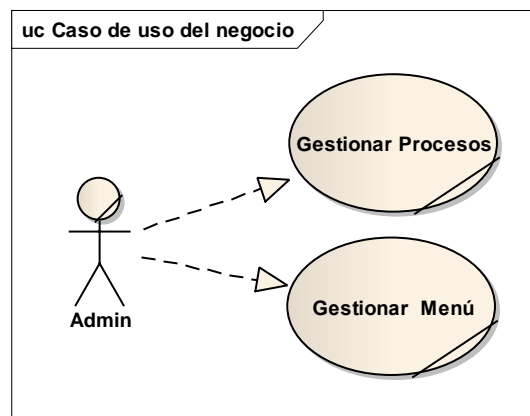 uc Caso de uso del negocio
Gestionar Procesos
Admin
Gestionar Menú